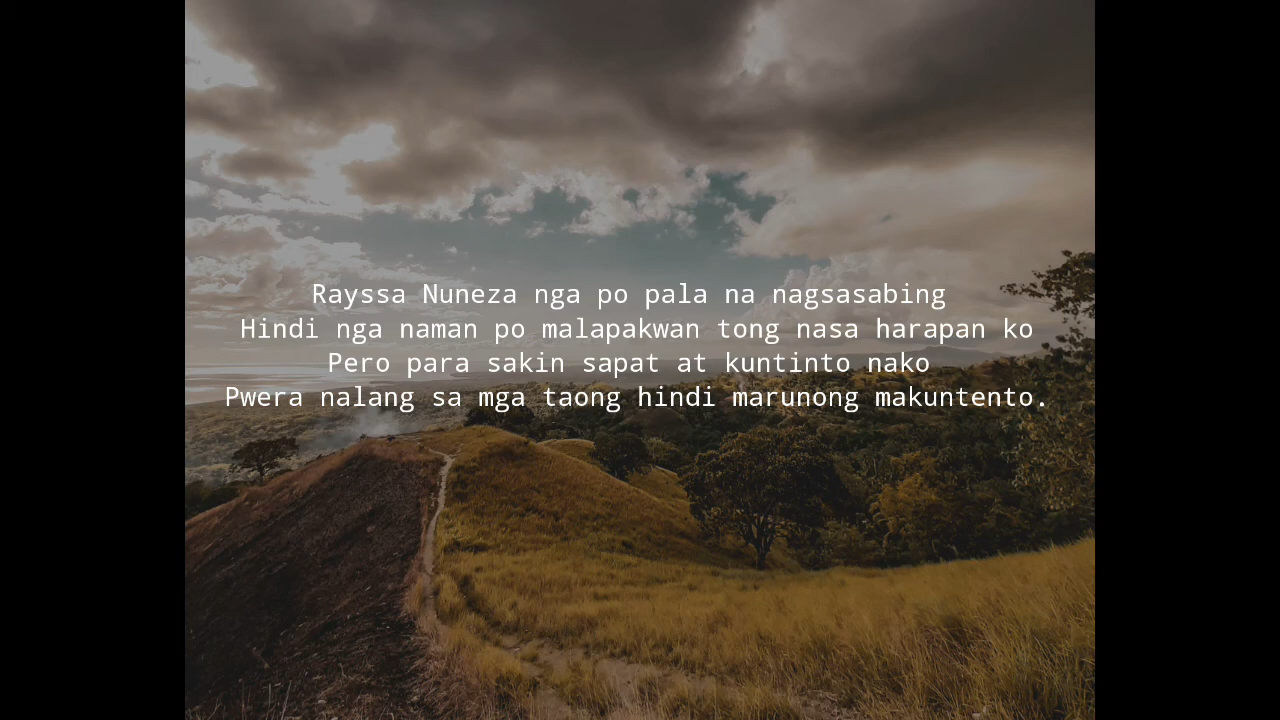 Rayssa Nuneza nga po pala na nagsasabing
Hindi nga naman po malapakwan tong nasa harapan ko
Pero para sakin sapat at kuntinto nako
Pwera nalang sa mga taong hindi marunong makuntento.